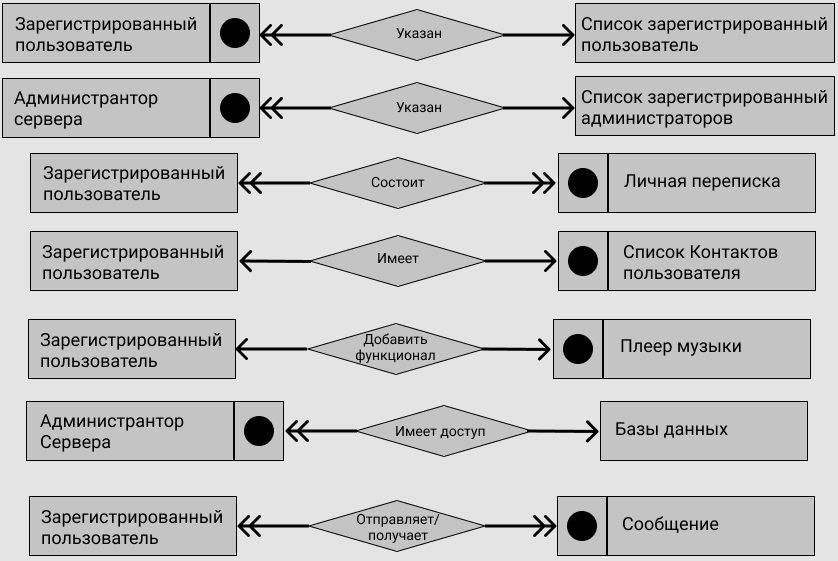 Зарегистрированный
пользователь
Указан
Список зарегистрированный
пользователь
Администрантор
сервера
Указан
Список зарегистрированный
администраторов
Зарегистрированный
пользователь
Состоит
Личная переписка
Зарегистрированный
пользователь
Имеет
Список Контактов
пользователя
Зарегистрированный
пользователь
Добавить
функционал
Плеер музыки
Администрантор
Сервера
Имеет доступ
Базы данных
Зарегистрированный
пользователь
Отправляет/
получает
Сообщение